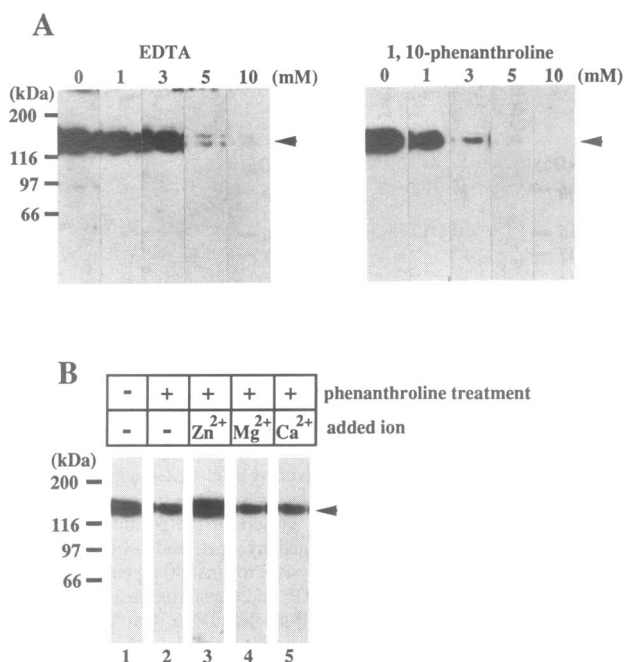 A
EDTA
0 1 3 5 10 (mM)
(kDa)
200
116
97
66
1, 10-phenanthroline
0 1 3 5 10 (mM)
B
- + + + + phenanthroline treatment
- - Zn2+ Mg2+ Ca2+ added ion
(kDa)
200
116
97
66
1 2 3 4 5